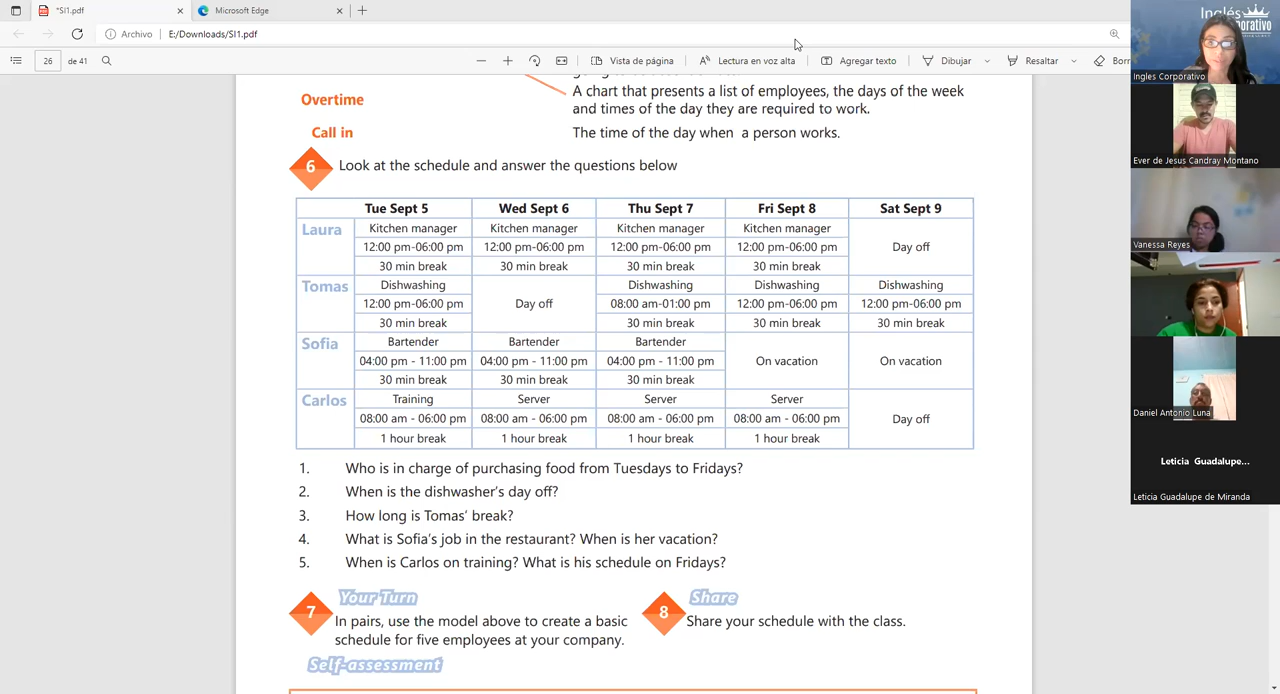 *SI1.pdf
Microsoft Edge
Archivo
E:/Downloads/SI1.pdf
26
de 41
Vista de página
Lectura en voz alta
Agregar texto
Dibujar
Resaltar
Inglés
Ingles Corporativo
Ever de Jesus Candray Montano
Vanessa Reyes
Daniel Antonio Luna
Leticia Guadalupe...
Leticia Guadalupe de Miranda
A chart that presents a list of employees, the days of the week
Overtime
and times of the day they are required to work.
Call in
The time of the day when a person works.
6
Look at the schedule and answer the questions below
Tue Sept 5 Wed Sept 6 Thu Sept 7 Fri Sept 8 Sat Sept 9
Laura Kitchen manager Kitchen manager Kitchen manager Kitchen manager
12:00 pm-06:00 pm 12:00 pm-06:00 pm 12:00 pm-06:00 pm 12:00 pm-06:00 pm Day off
30 min break 30 min break 30 min break 30 min break
Tomas Dishwashing Dishwashing Dishwashing Dishwashing
12:00 pm-06:00 pm Day off 08:00 am-01:00 pm 12:00 pm-06:00 pm 12:00 pm-06:00 pm
30 min break 30 min break 30 min break 30 min break
Sofia Bartender Bartender Bartender
04:00 pm - 11:00 pm 04:00 pm - 11:00 pm 04:00 pm - 11:00 pm On vacation On vacation
30 min break 30 min break 30 min break
Carlos Training Server Server Server
08:00 am - 06:00 pm 08:00 am - 06:00 pm 08:00 am - 06:00 pm 08:00 am - 06:00 pm Day off
1 hour break 1 hour break 1 hour break 1 hour break
1. Who is in charge of purchasing food from Tuesdays to Fridays?
2. When is the dishwasher's day off?
3. How long is Tomas' break?
4. What is Sofia's job in the restaurant? When is her vacation?
5. When is Carlos on training? What is his schedule on Fridays?
7
Your Turn
In pairs, use the model above to create a basic
schedule for five employees at your company.
8
Share
Share your schedule with the class.
Self-assessment